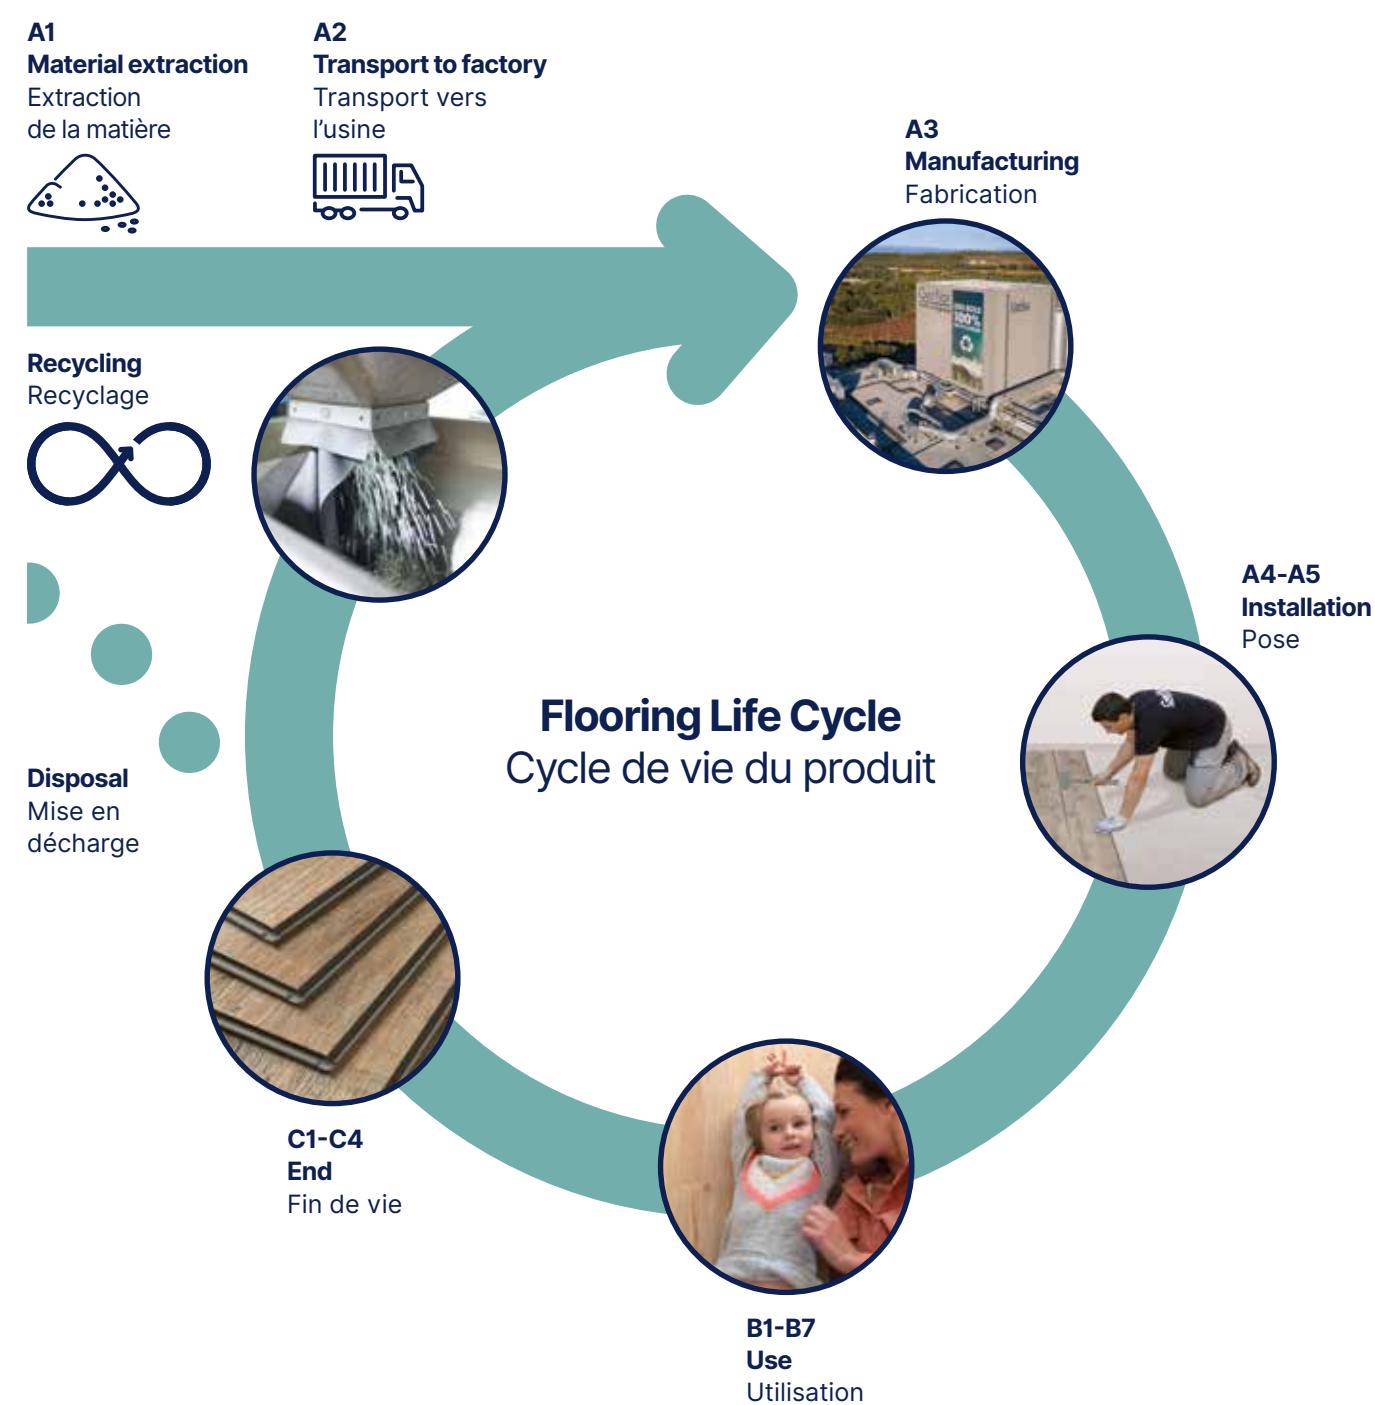 A1
Material extraction
Extraction
de la matière
A2
Transport to factory
Transport vers
l’usine
A3
Manufacturing
Fabrication
100%
Recycling
Recyclage
A4-A5
Installation
Pose
Flooring Life Cycle
Cycle de vie du produit
Disposal
Mise en
décharge
C1-C4
End
Fin de vie
B1-B7
Use
Utilisation